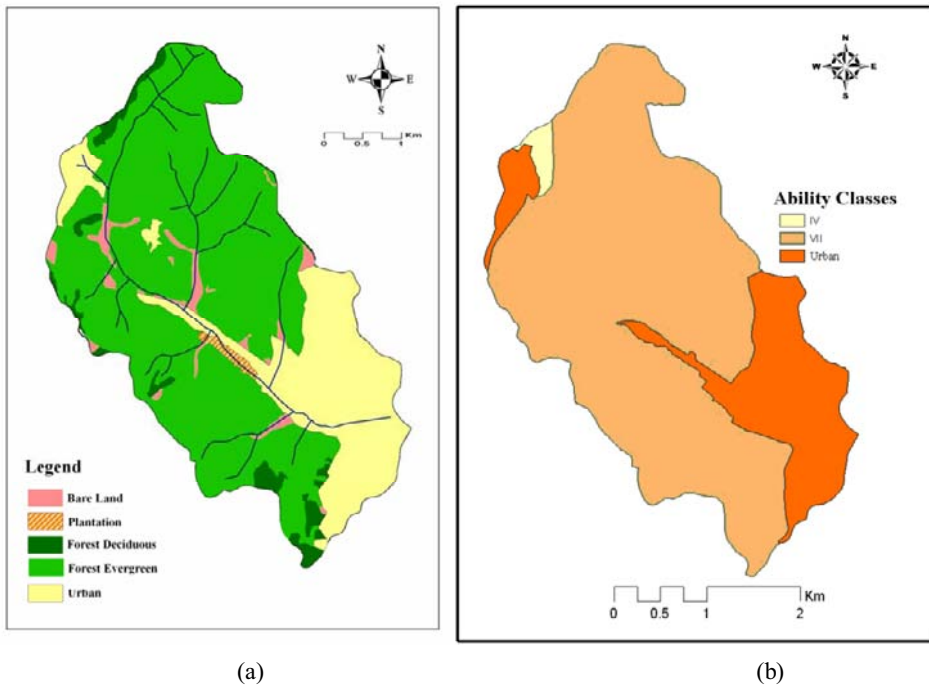 N
W E
S
Km
0 0.5 1
Legend
Bare Land
Plantation
Forest Deciduous
Forest Evergreen
Urban
(a)
N
W E
S
Ability Classes
IV
VII
Urban
Km
0 0.5 1 2
(b)